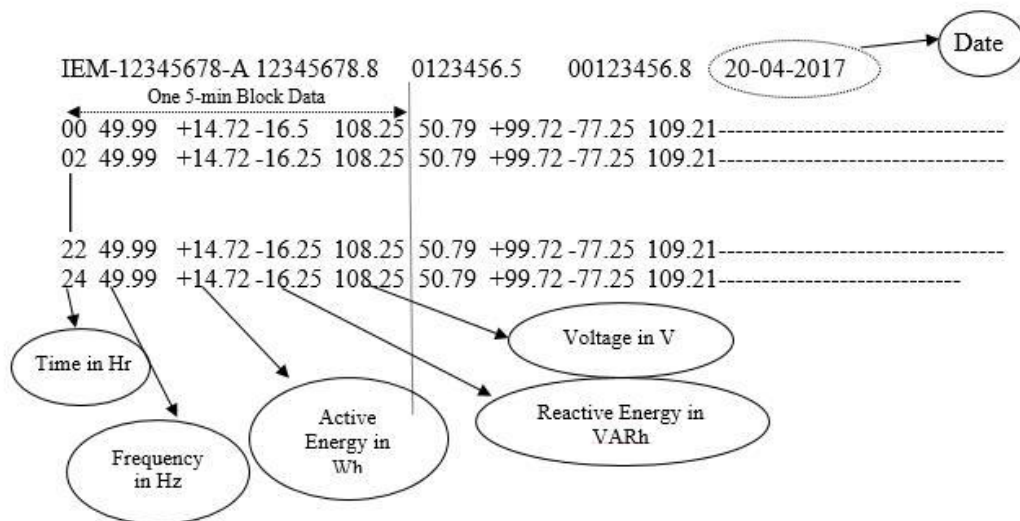 Date
IEM-12345678-A 12345678.8 0123456.5 00123456.8 20-04-2017
One 5-min Block Data
00 49.99 +14.72 -16.5 108.25 50.79 +99.72 -77.25 109.21--------------------------------
02 49.99 +14.72 -16.25 108.25 50.79 +99.72 -77.25 109.21--------------------------------
22 49.99 +14.72 -16.25 108.25 50.79 +99.72 -77.25 109.21--------------------------------
24 49.99 +14.72 -16.25 108.25 50.79 +99.72 -77.25 109.21---------------------------
Voltage in V
Time in Hr
Active
Energy in
Wh
Reactive Energy in
VARh
Frequency
in Hz